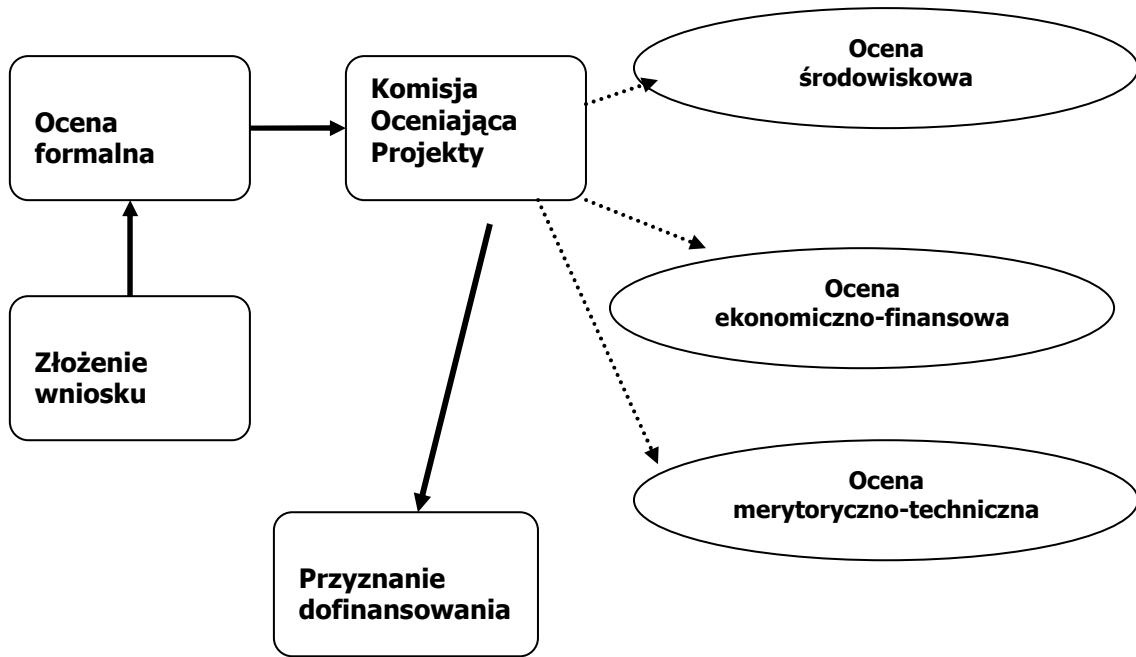 Ocena
środowiskowa
Komisja
Oceniająca
Projekty
Ocena
formalna
Ocena
ekonomiczno-finansowa
Złożenie
wniosku
Ocena
merytoryczno-techniczna
Przyznanie
dofinansowania